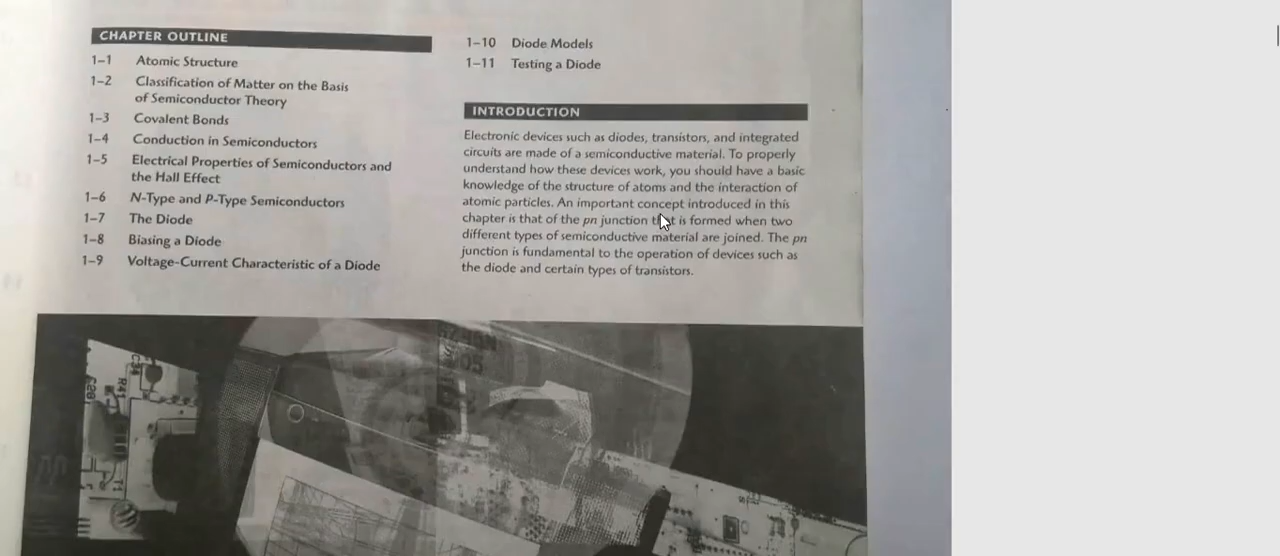 CHAPTER OUTLINE
1–1 Atomic Structure
1–2 Classification of Matter on the Basis
of Semiconductor Theory
1–3 Covalent Bonds
1–4 Conduction in Semiconductors
1–5 Electrical Properties of Semiconductors and
the Hall Effect
1–6 N-Type and P-Type Semiconductors
1–7 The Diode
1–8 Biasing a Diode
1–9 Voltage-Current Characteristic of a Diode
1–10 Diode Models
1–11 Testing a Diode
INTRODUCTION
Electronic devices such as diodes, transistors, and integrated
circuits are made of a semiconductive material. To properly
understand how these devices work, you should have a basic
knowledge of the structure of atoms and the interaction of
atomic particles. An important concept introduced in this
chapter is that of the pn junction that is formed when two
different types of semiconductive material are joined. The pn
junction is fundamental to the operation of devices such as
the diode and certain types of transistors.
R41
T1